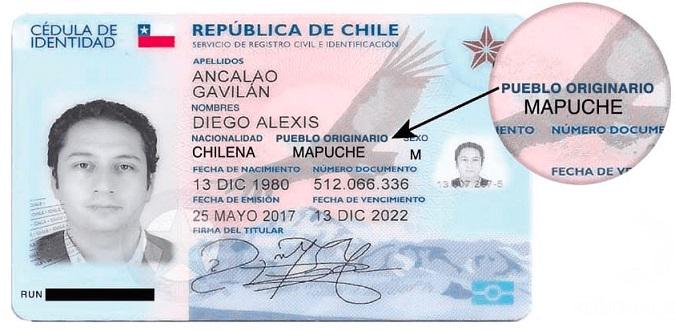 CÉDULA DE
IDENTIDAD
REPÚBLICA DE CHILE
SERVICIO DE REGISTRO CIVIL E IDENTIFICACIÓN
APELLIDOS
ANCALAO
GAVILÁN
NOMBRES
DIEGO ALEXIS
NACIONALIDAD PUEBLO ORIGINARIO SEXO
CHILENA MAPUCHE M
FECHA DE NACIMIENTO NÚMERO DOCUMENTO
13 DIC 1980 512.066.336
FECHA DE EMISIÓN FECHA DE VENCIMIENTO
25 MAYO 2017 13 DIC 2022
FIRMA DEL TITULAR
RUN
PUEBLO ORIGINARIO
MAPUCHE
MENTO NÚMERO DOCUME
FECHA DE VENCIM